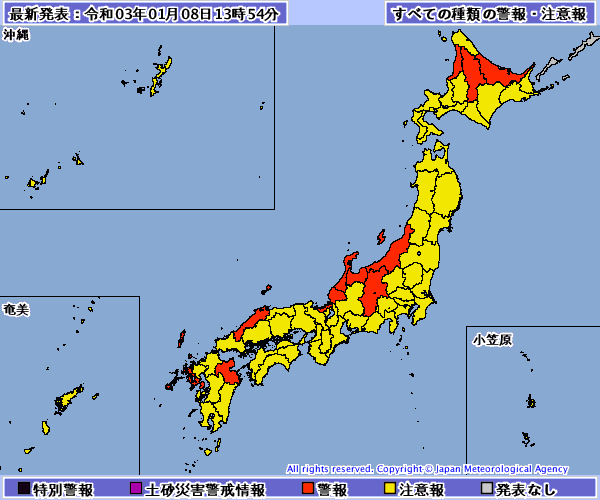 最新発表：令和03年01月08日13時54分
すべての種類の警報・注意報
沖縄
奄美
小笠原
All rights reserved. Copyright © Japan Meteorological Agency
特別警報 土砂災害警戒情報 警報 注意報 発表なし